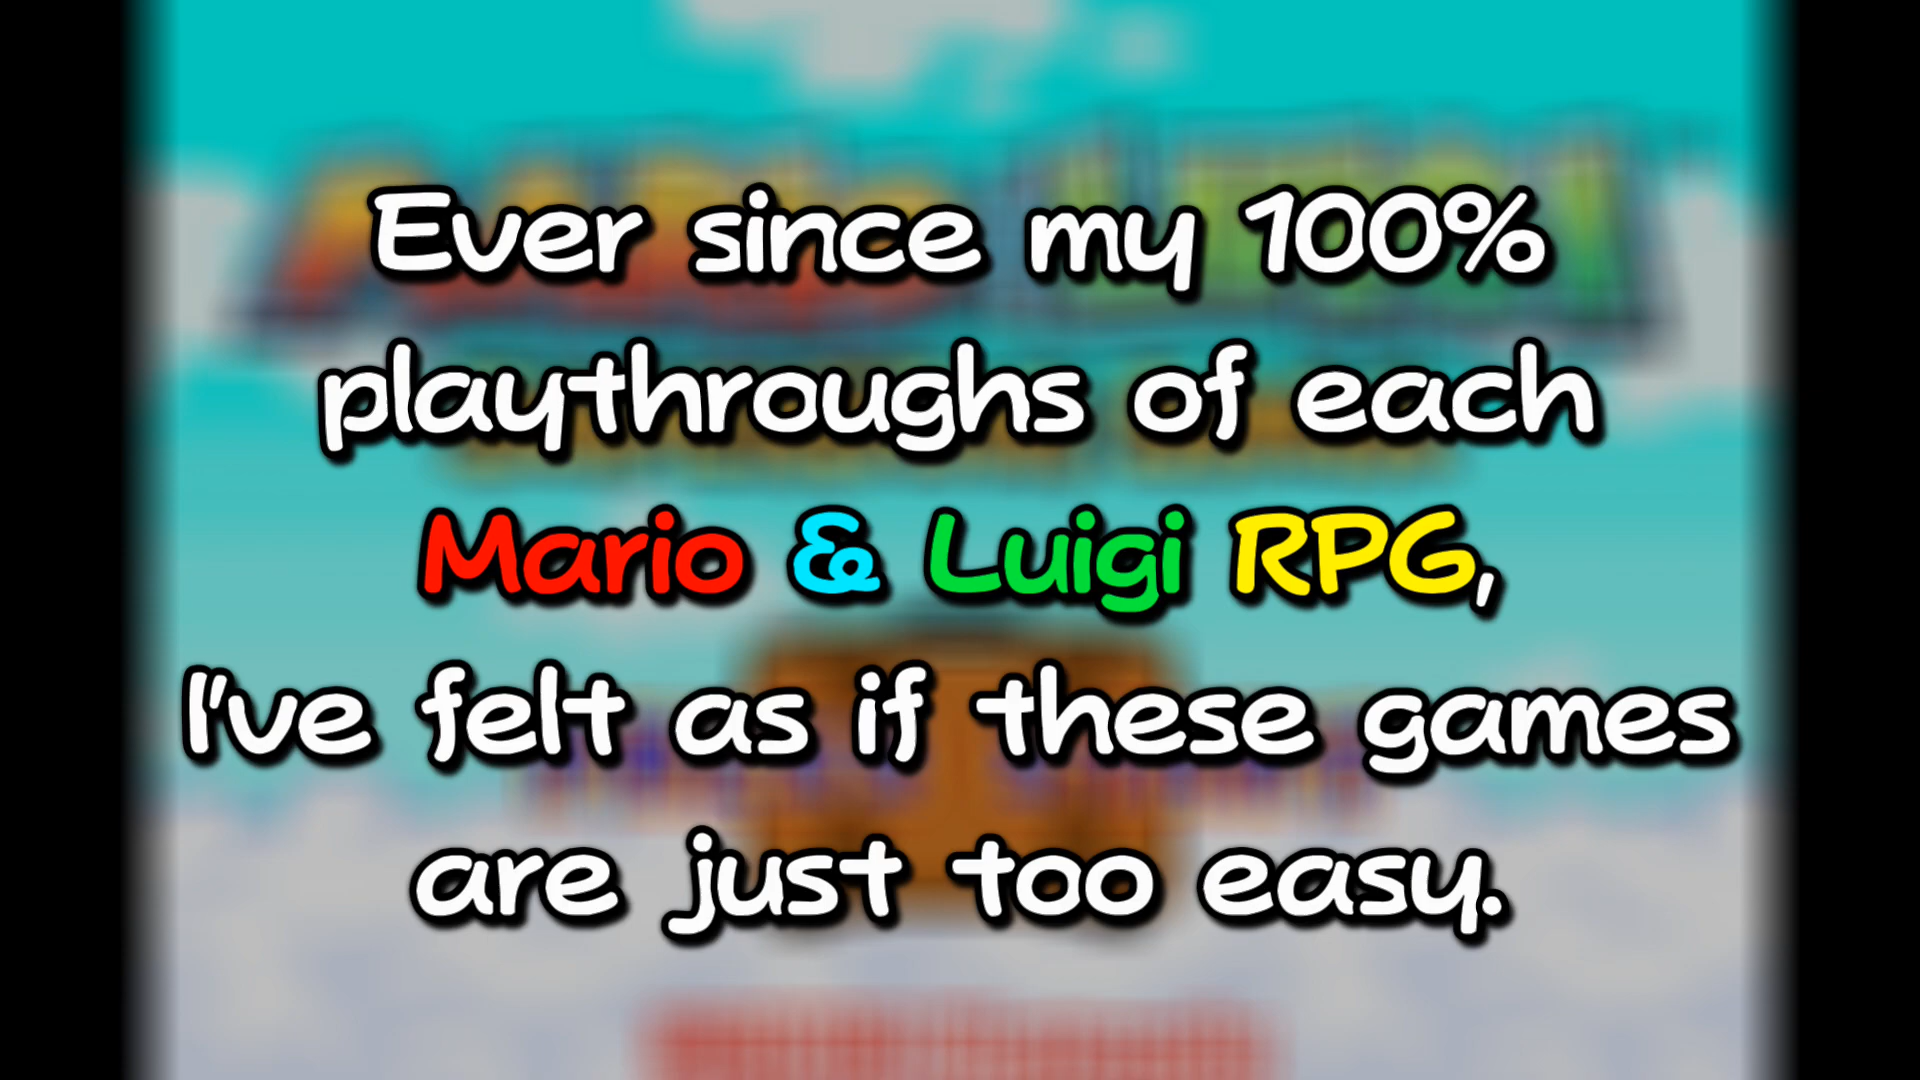 Ever since my 100%
playthroughs of each
Mario & Luigi RPG,
I've felt as if these games
are just too easy.